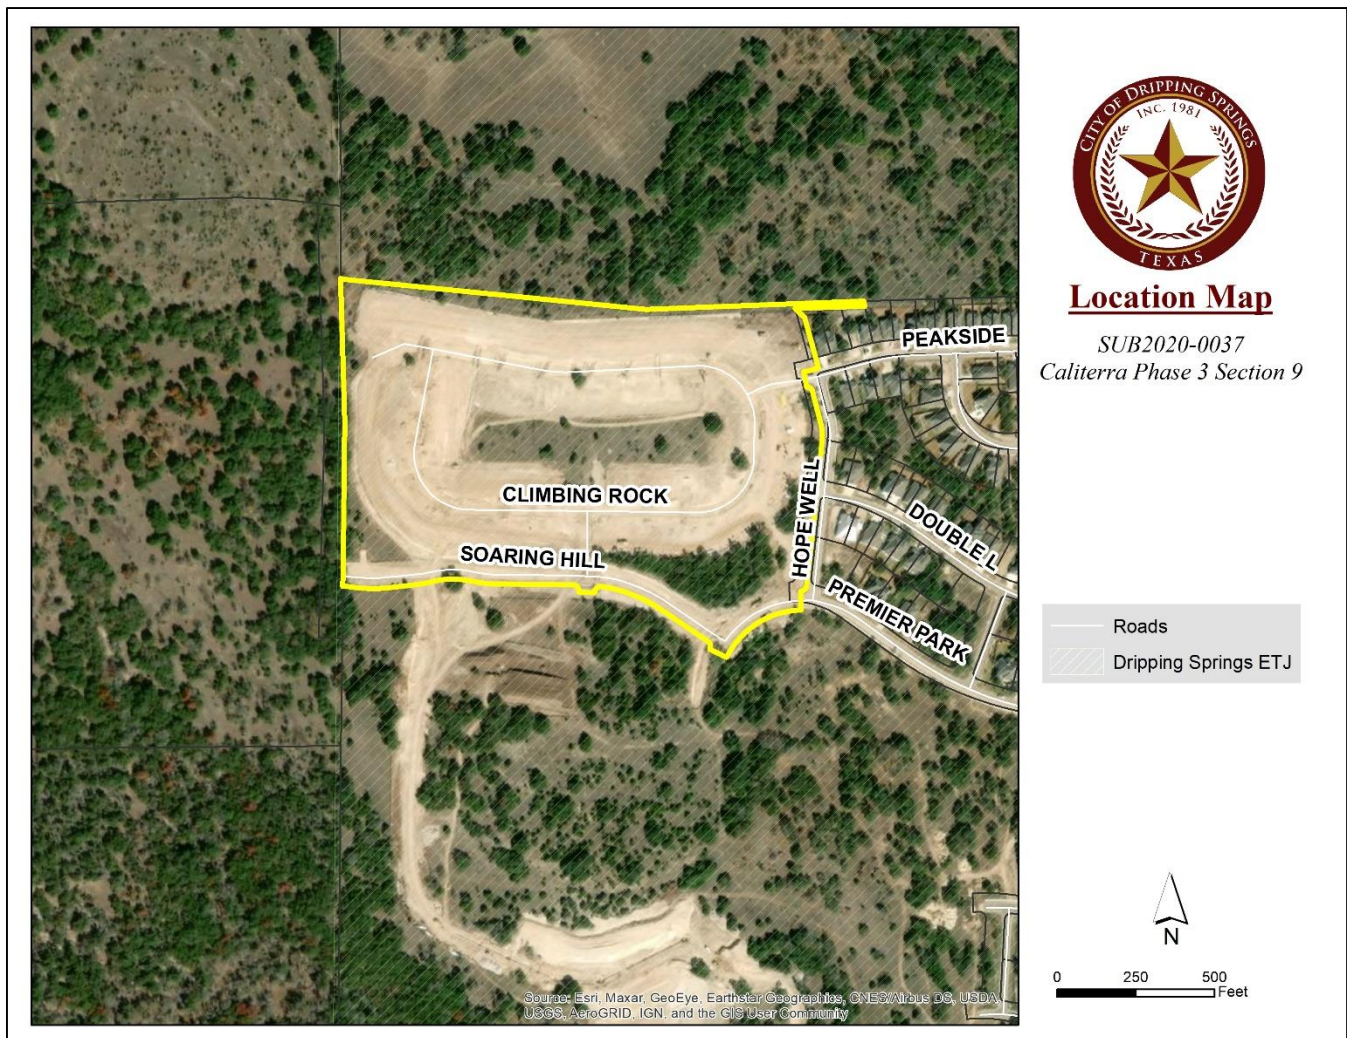 CITY OF DRIPPING SPRINGS
INC. 1981
TEXAS
Location Map
SUB2020-0037
Caliterra Phase 3 Section 9
PEAKSIDE
CLIMBING ROCK
HOPE WELL
DOUBLE L
SOARING HILL
PREMIER PARK
Roads
Dripping Springs ETJ
N
0 250 500
Feet
Source: Esri, Maxar, GeoEye, Earthstar Geographics, CNES/Airbus DS, USDA,
USGS, AeroGRID, IGN, and the GIS User Community